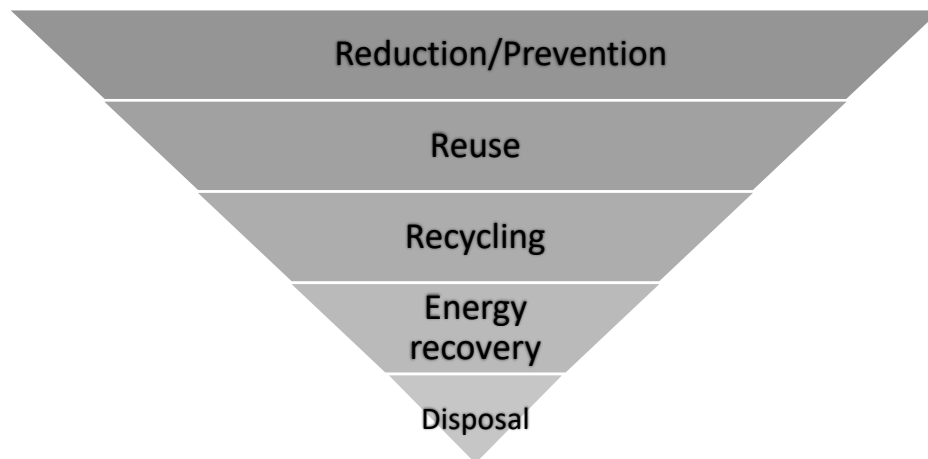 Reduction/Prevention
Reuse
Recycling
Energy
recovery
Disposal